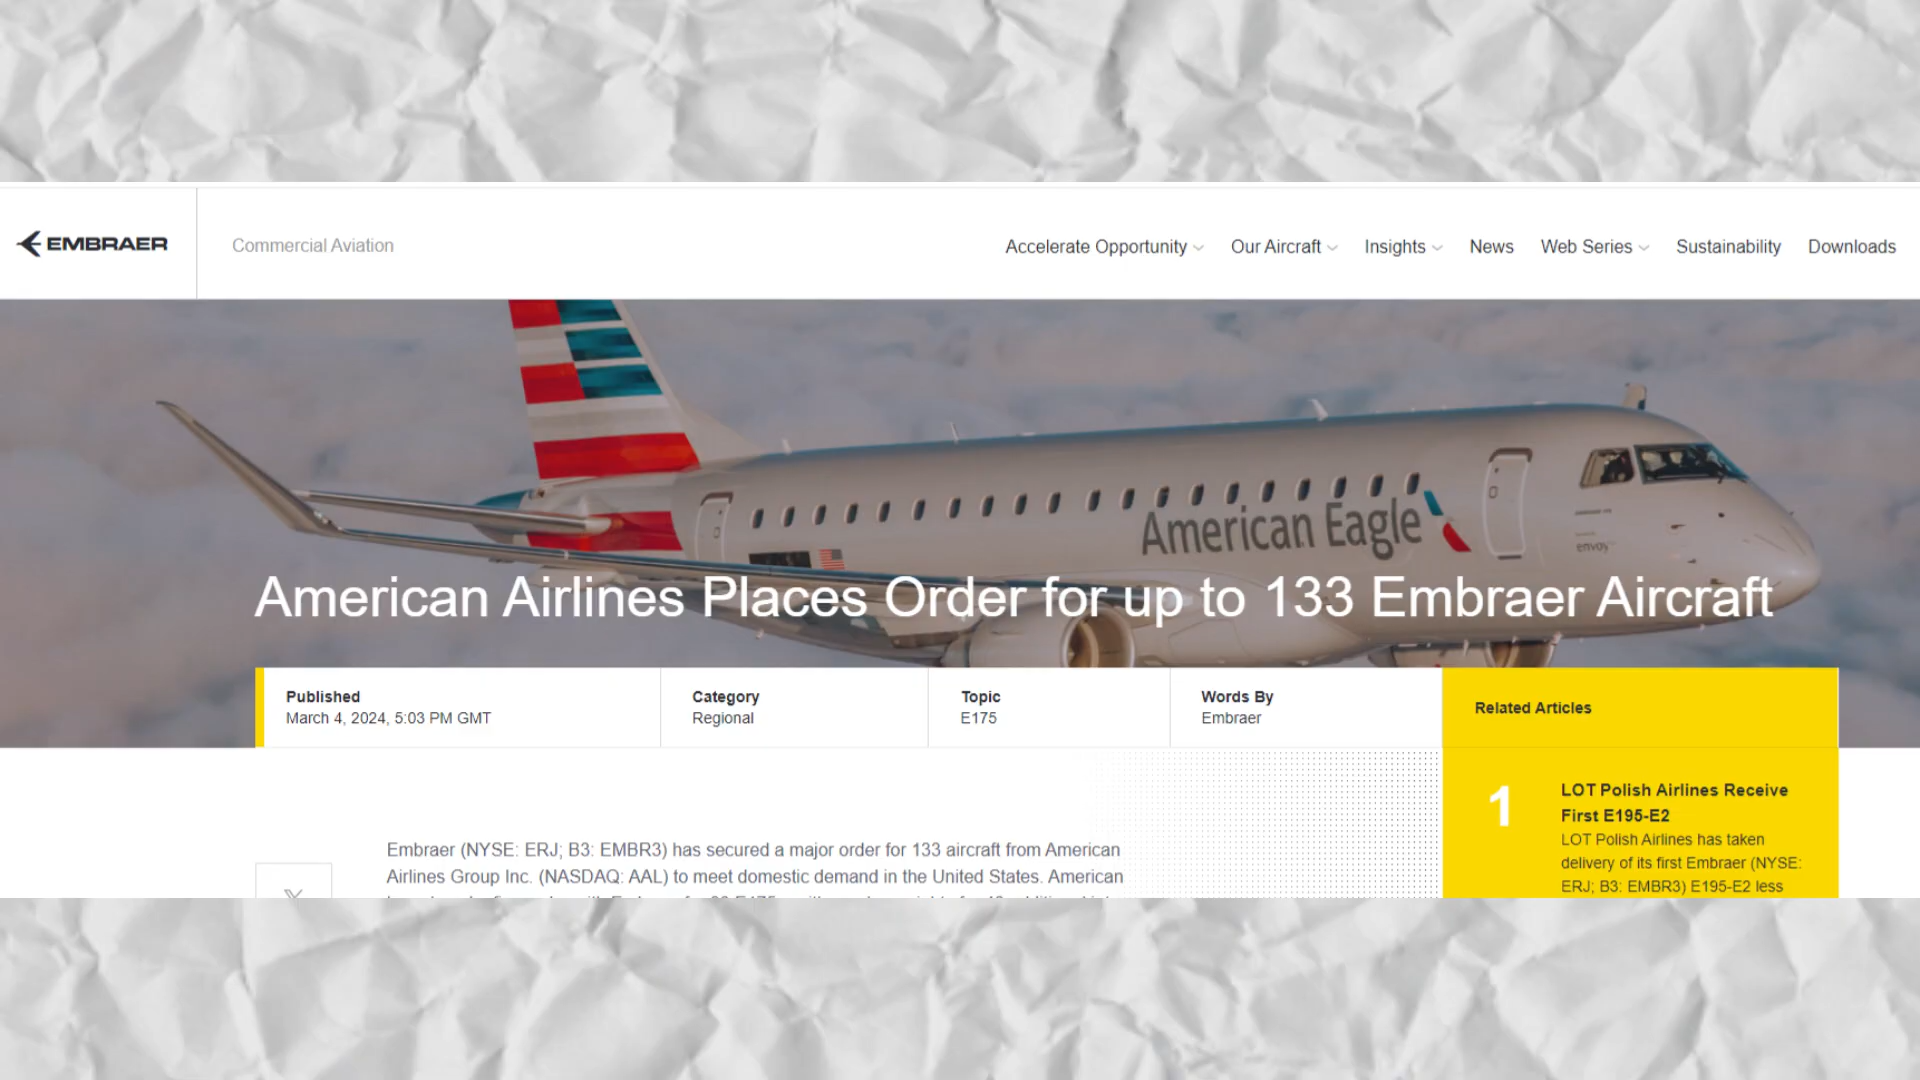 EMBRAER
Commercial Aviation
Accelerate Opportunity
Our Aircraft
Insights
News
Web Series
Sustainability
Downloads
American Eagle
envoy
American Airlines Places Order for up to 133 Embraer Aircraft
Published
March 4, 2024, 5:03 PM GMT
Category
Regional
Topic
E175
Words By
Embraer
Related Articles
1
LOT Polish Airlines Receive
First E195-E2
LOT Polish Airlines has taken
delivery of its first Embraer (NYSE:
ERJ; B3: EMBR3) E195-E2 less
Embraer (NYSE: ERJ; B3: EMBR3) has secured a major order for 133 aircraft from American
Airlines Group Inc. (NASDAQ: AAL) to meet domestic demand in the United States. American